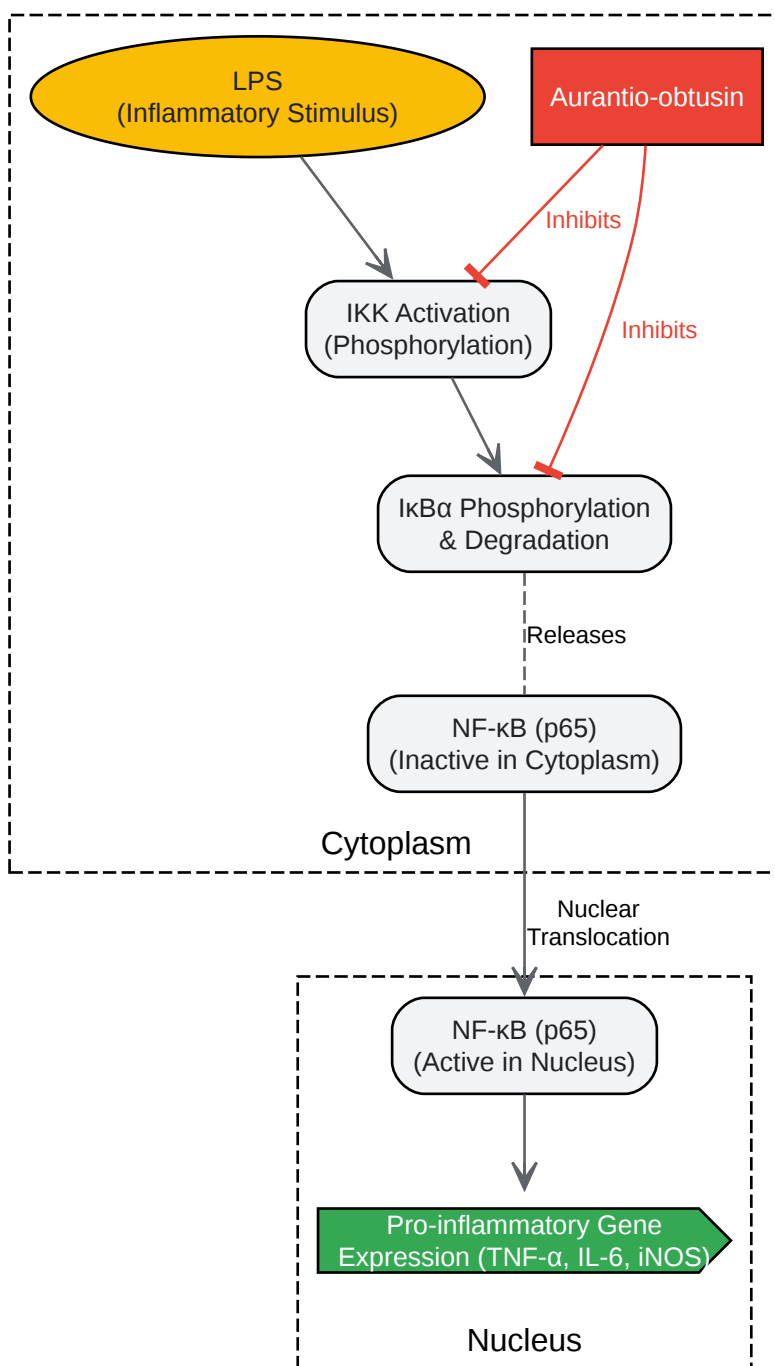 LPS
(Inflammatory Stimulus)
Aurantio-obtusin
Inhibits
IKK Activation
(Phosphorylation)
Inhibits
IκBα Phosphorylation
& Degradation
Releases
NF-κB (p65)
(Inactive in Cytoplasm)
Cytoplasm
Nuclear
Translocation
NF-κB (p65)
(Active in Nucleus)
Pro-inflammatory Gene
Expression (TNF-α, IL-6, iNOS)
Nucleus